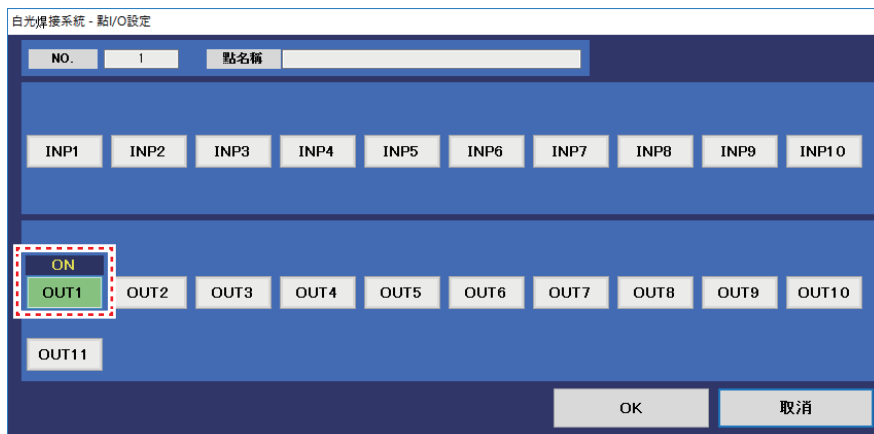 白光焊接系統 - 點I/O設定
NO. 1 點名稱
INP1 INP2 INP3 INP4 INP5 INP6 INP7 INP8 INP9 INP10
ON
OUT1 OUT2 OUT3 OUT4 OUT5 OUT6 OUT7 OUT8 OUT9 OUT10
OUT11
OK 取消